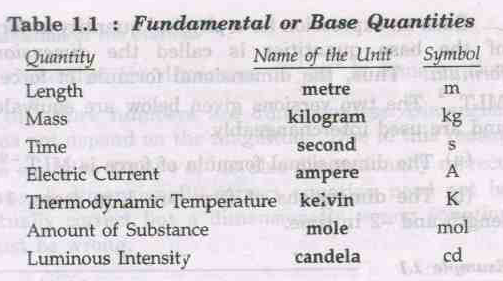 Table 1.1 : Fundamental or Base Quantities
Quantity Name of the Unit Symbol
Length metre m
Mass kilogram kg
Time second s
Electric Current ampere A
Thermodynamic Temperature kelvin K
Amount of Substance mole mol
Luminous Intensity candela cd